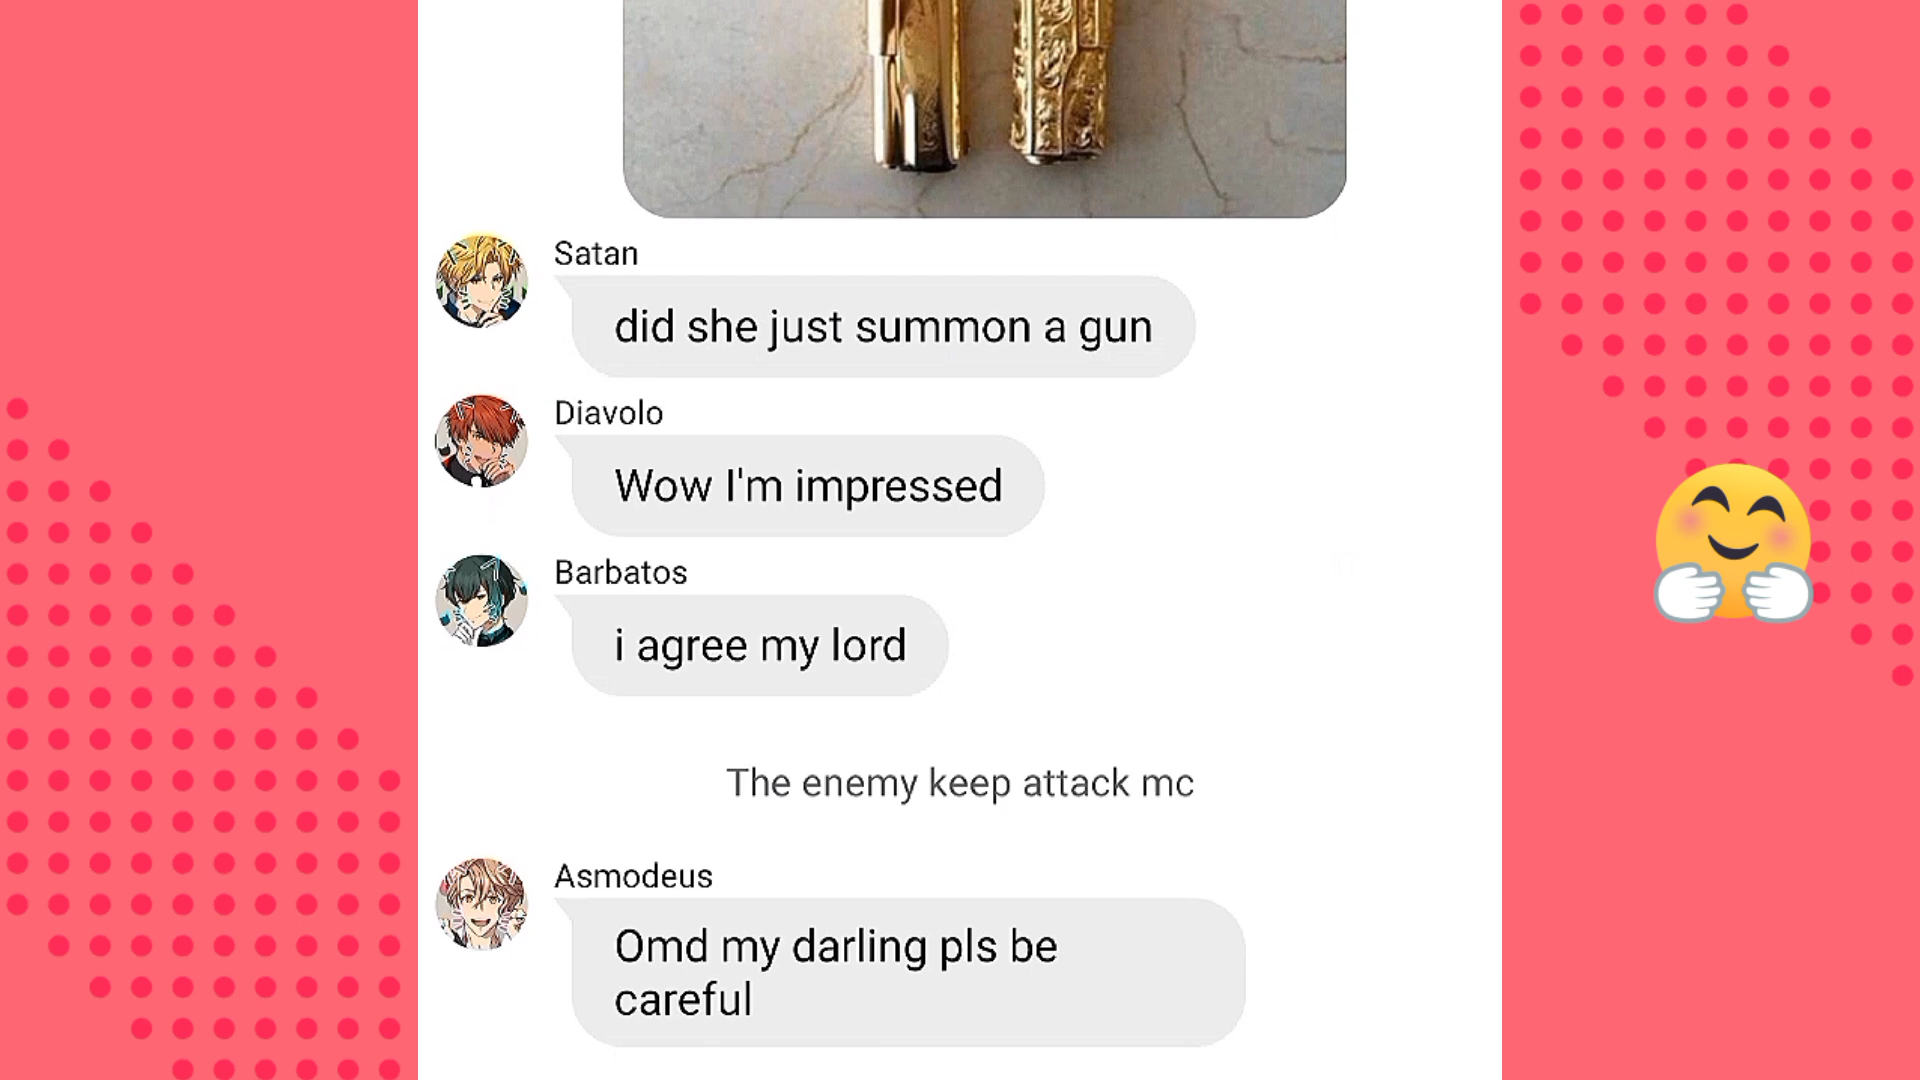 Satan
did she just summon a gun
Diavolo
Wow I'm impressed
Barbatos
i agree my lord
The enemy keep attack mc
Asmodeus
Omd my darling pls be
careful